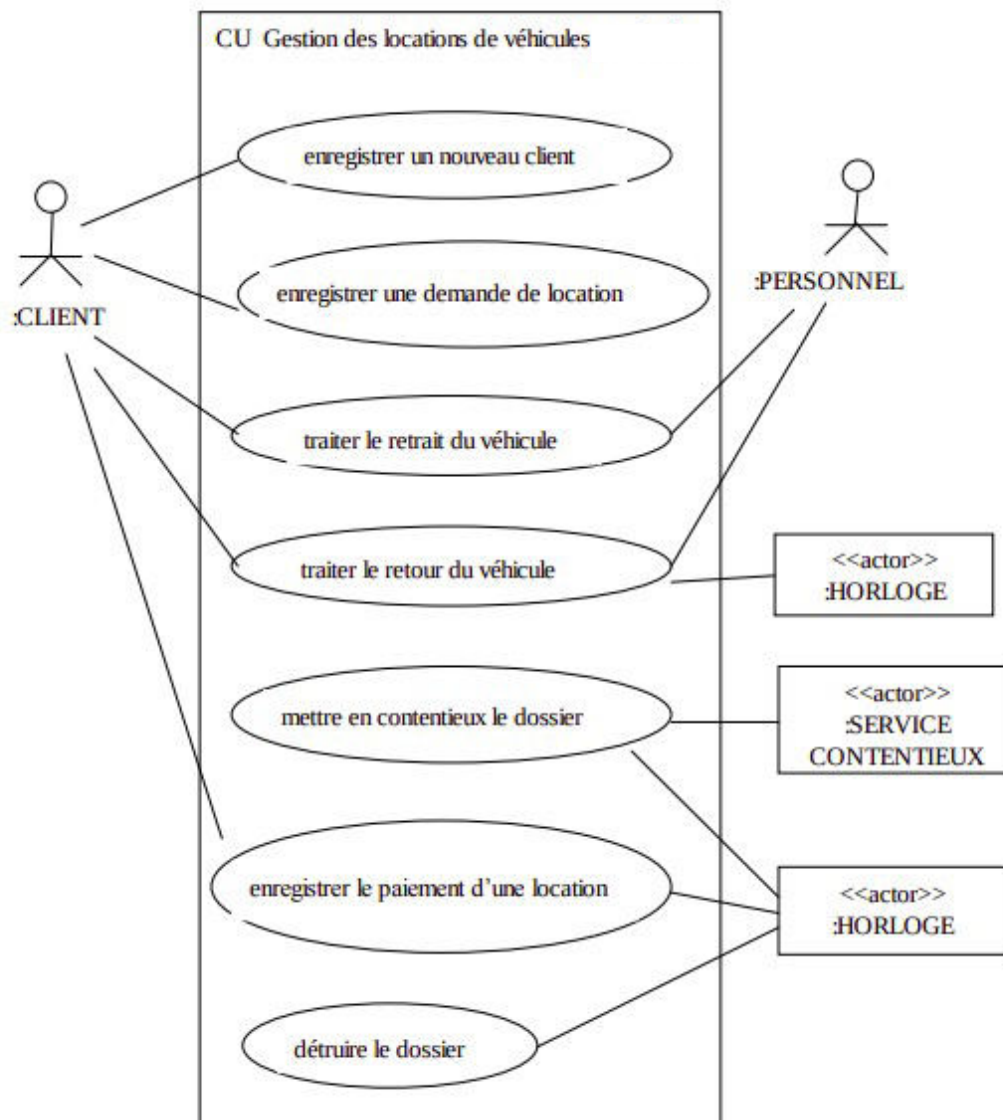 CU Gestion des locations de véhicules
enregistrer un nouveau client
:CLIENT
enregistrer une demande de location
:PERSONNEL
traiter le retrait du véhicule
traiter le retour du véhicule
<<actor>>
:HORLOGE
mettre en contentieux le dossier
<<actor>>
:SERVICE
CONTENTIEUX
enregistrer le paiement d'une location
<<actor>>
:HORLOGE
détruire le dossier